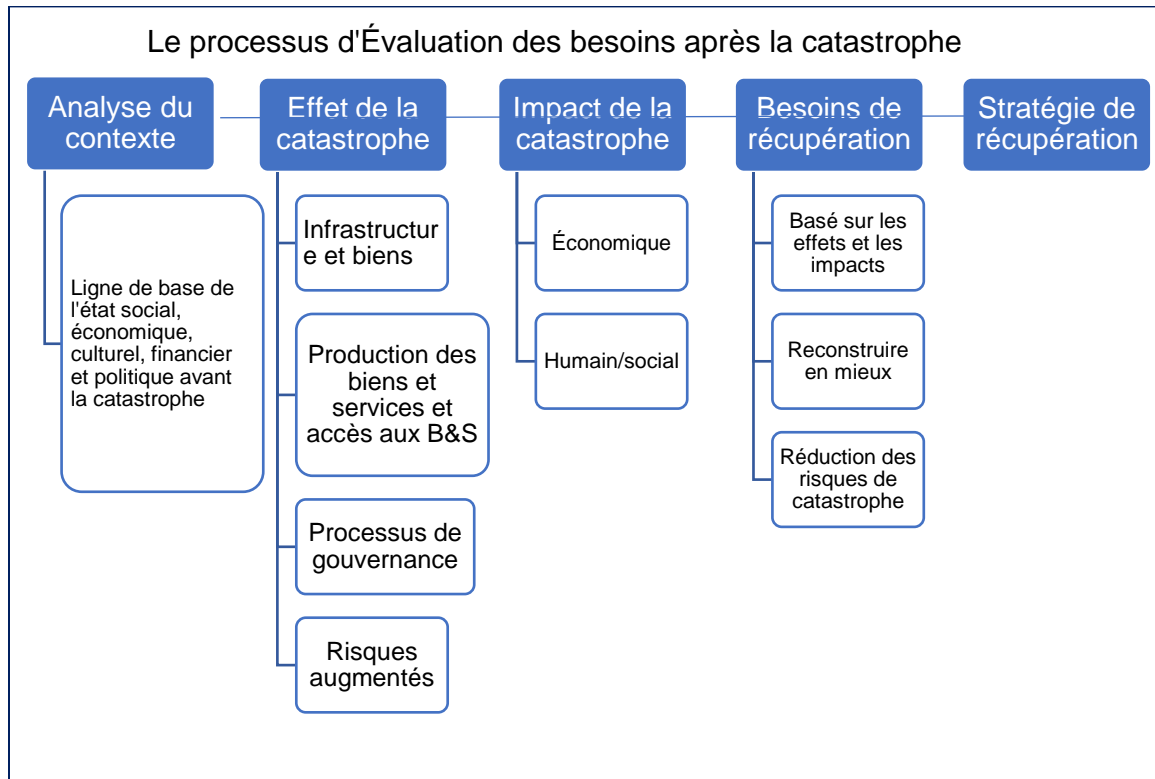 Le processus d'Évaluation des besoins après la catastrophe
Analyse du
contexte
Ligne de base de
l'état social,
économique,
culturel, financier
et politique avant
la catastrophe
Effet de la
catastrophe
Infrastructur
e et biens
Production des
biens et
services et
accès aux B&S
Processus de
gouvernance
Risques
augmentés
Impact de la
catastrophe
Économique
Humain/social
Besoins de
récupération
Basé sur les
effets et les
impacts
Reconstruire
en mieux
Réduction des
risques de
catastrophe
Stratégie de
récupération